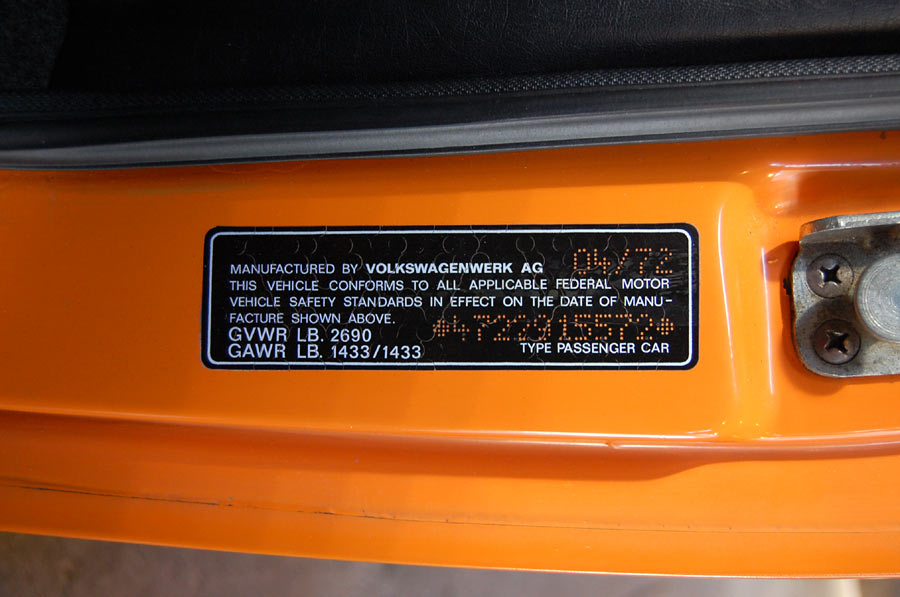 MANUFACTURED BY VOLKSWAGENWERK AG 04/72
THIS VEHICLE CONFORMS TO ALL APPLICABLE FEDERAL MOTOR
VEHICLE SAFETY STANDARDS IN EFFECT ON THE DATE OF MANU-
FACTURE SHOWN ABOVE.
GVWR LB. 2690 *4722915572*
GAWR LB. 1433/1433 TYPE PASSENGER CAR